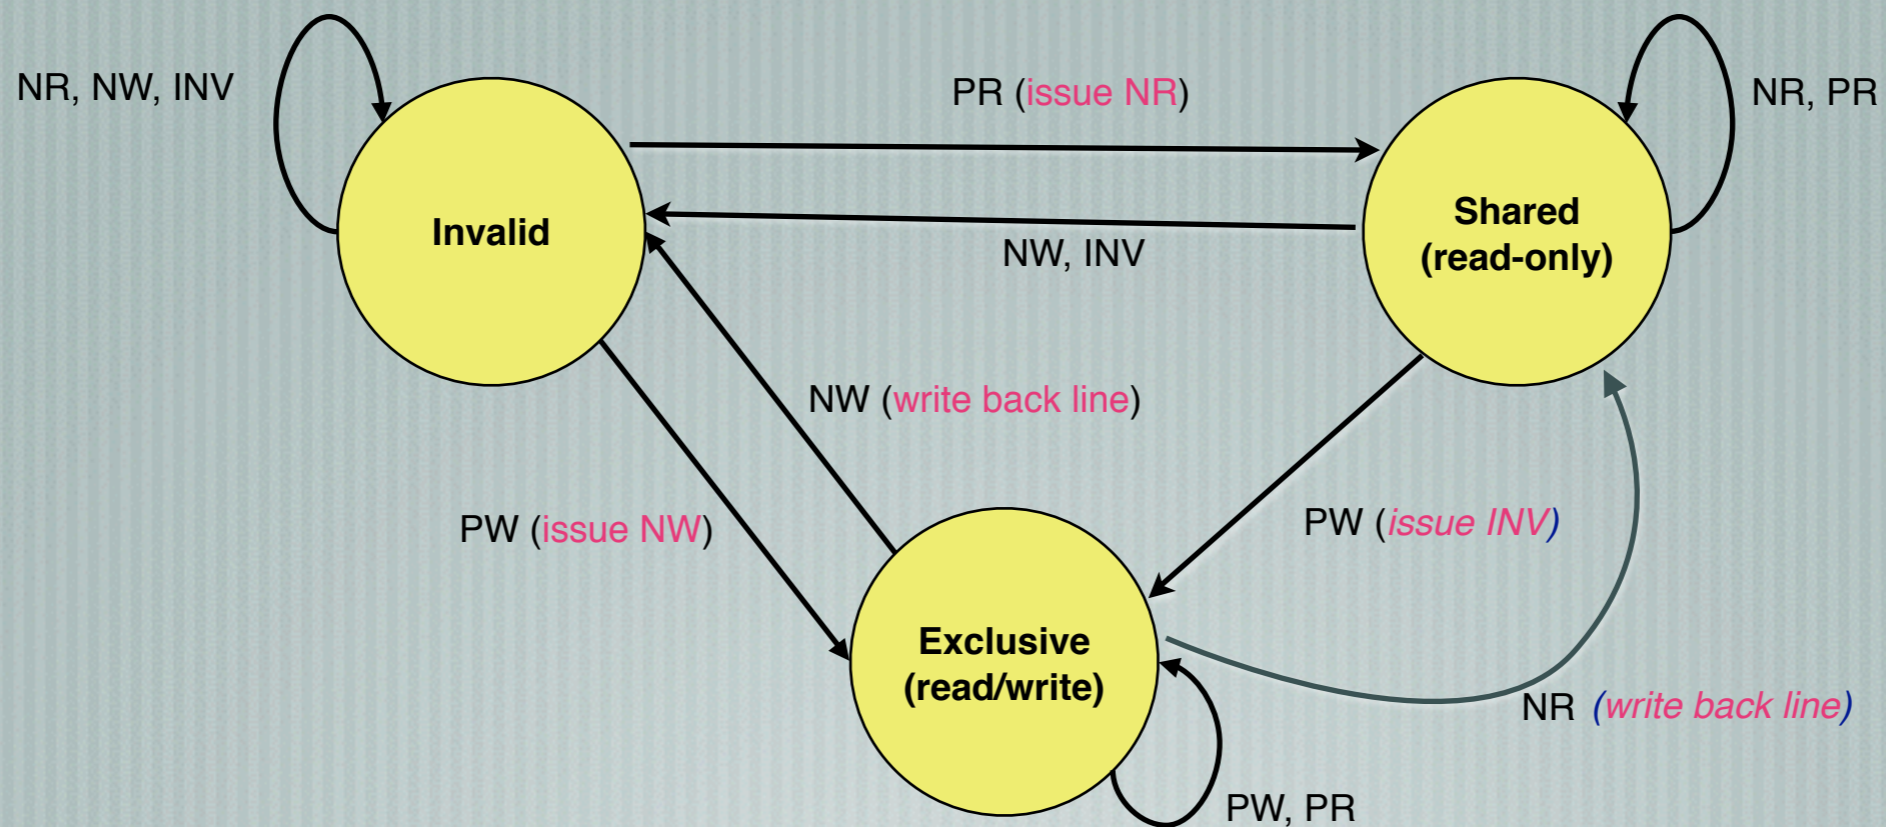 NR, NW, INV
PR (issue NR)
NR, PR
Invalid
Shared
(read-only)
NW, INV
NW (write back line)
PW (issue NW)
PW (issue INV)
Exclusive
(read/write)
NR (write back line)
PW, PR